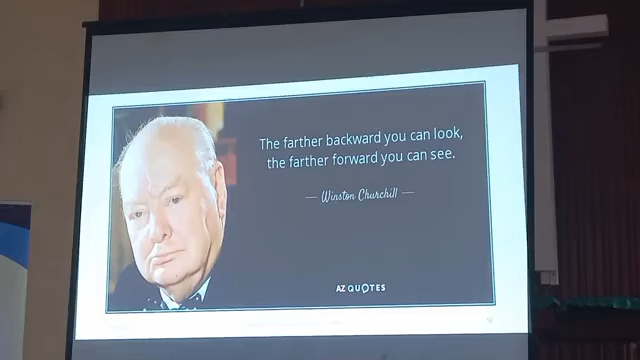 The farther backward you can look,
the farther forward you can see.
— Winston Churchill —
AZ QUOTES